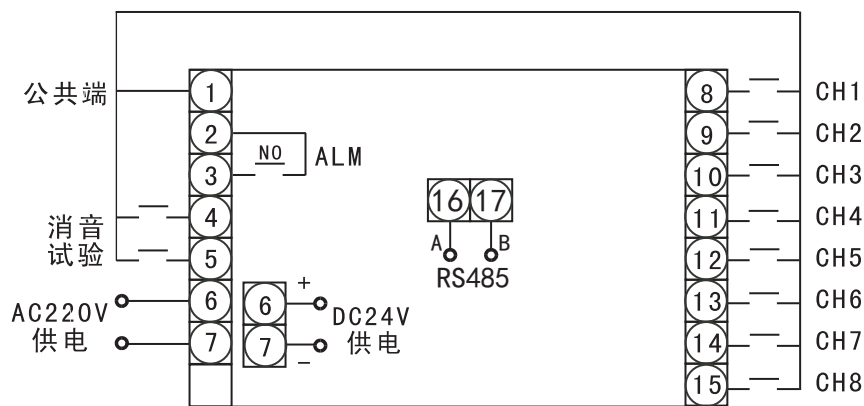 公共端 1
2
NO ALM
3
消音 4
试验 5
AC220V 6
供电 7
6 +
DC24V
7 供电
-
16 17
A B
RS485
8 CH1
9 CH2
10 CH3
11 CH4
12 CH5
13 CH6
14 CH7
15 CH8